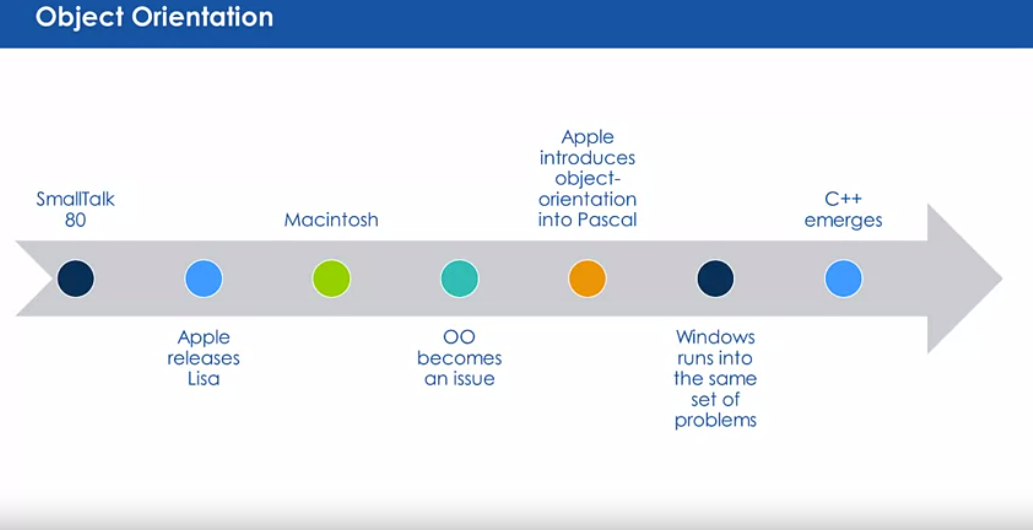 Object Orientation
SmallTalk
80
Apple
releases
Lisa
Macintosh
OO
becomes
an issue
Apple
introduces
object-
orientation
into Pascal
Windows
runs into
the same
set of
problems
C++
emerges